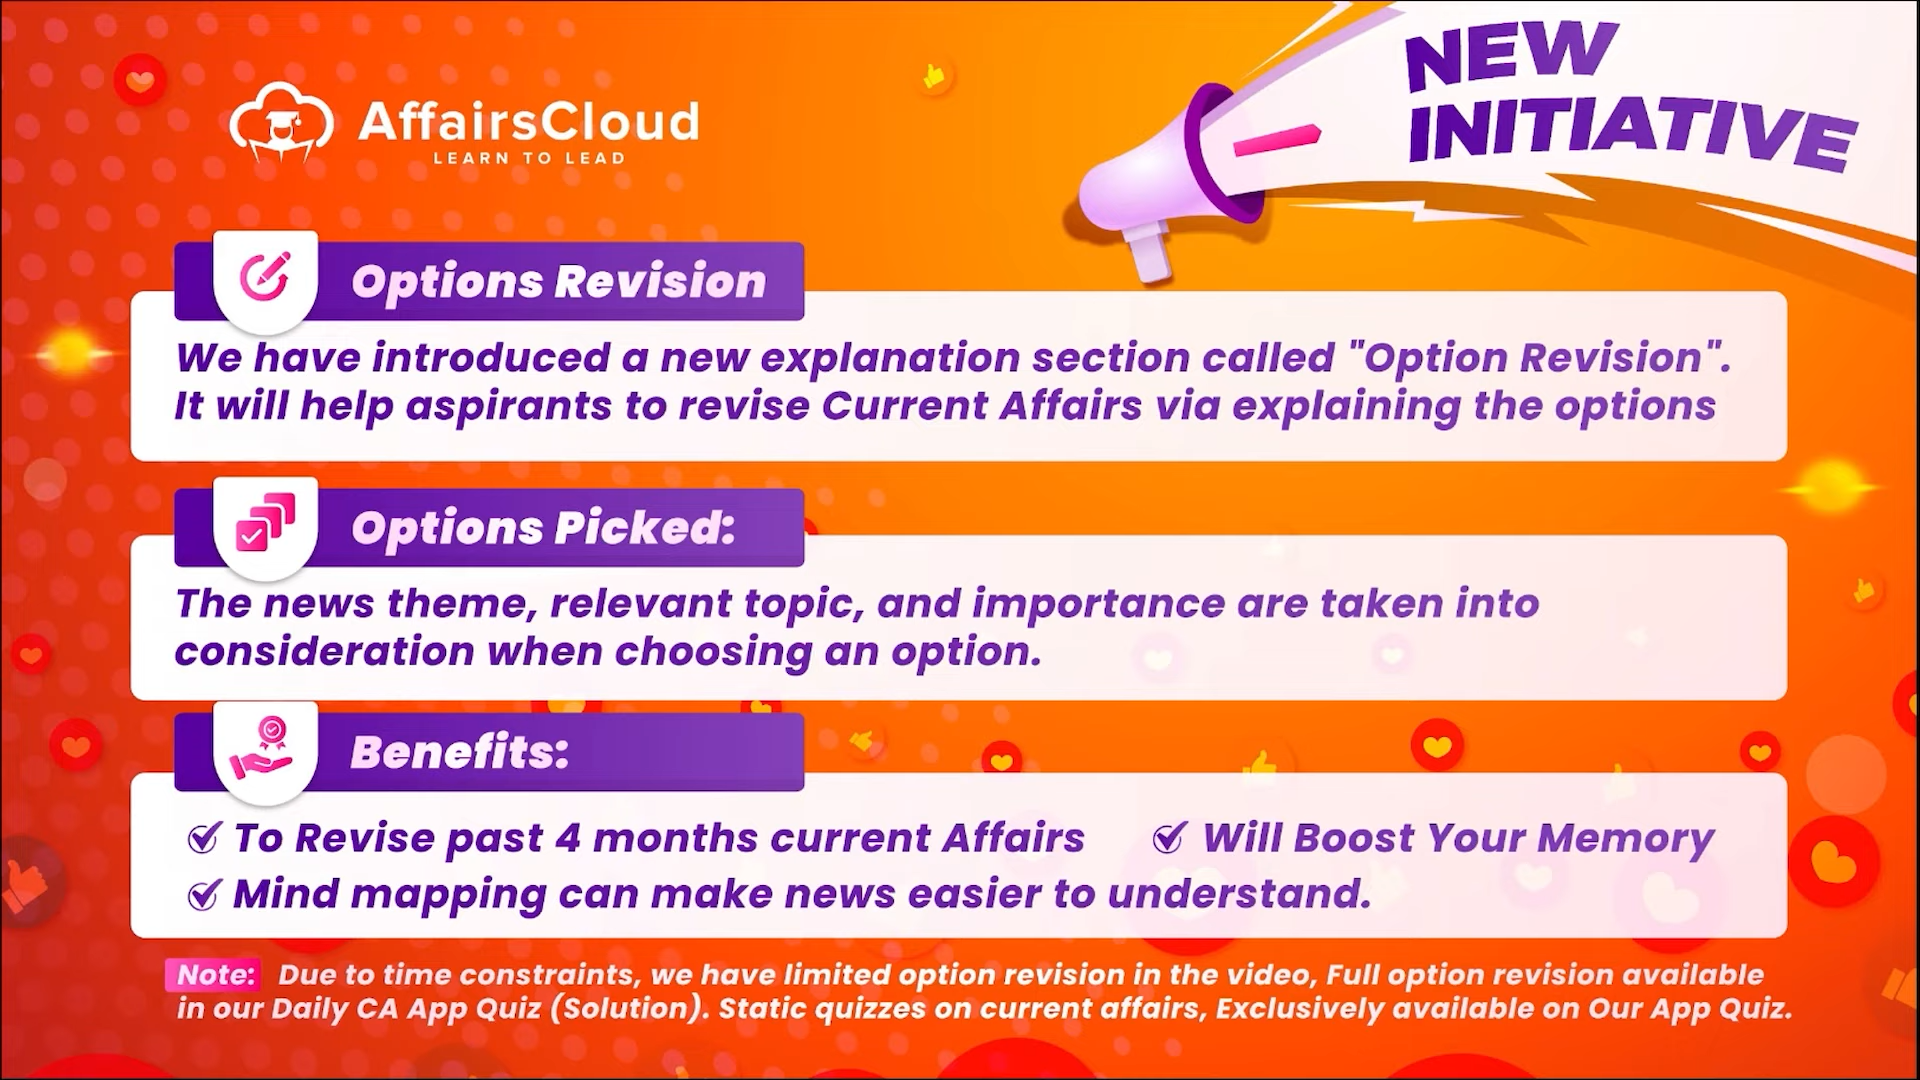 AffairsCloud
LEARN TO LEAD
NEW
INITIATIVE
Options Revision
We have introduced a new explanation section called "Option Revision".
It will help aspirants to revise Current Affairs via explaining the options
Options Picked:
The news theme, relevant topic, and importance are taken into
consideration when choosing an option.
Benefits:
To Revise past 4 months current Affairs
Will Boost Your Memory
Mind mapping can make news easier to understand.
Note: Due to time constraints, we have limited option revision in the video, Full option revision available
in our Daily CA App Quiz (Solution). Static quizzes on current affairs, Exclusively available on Our App Quiz.